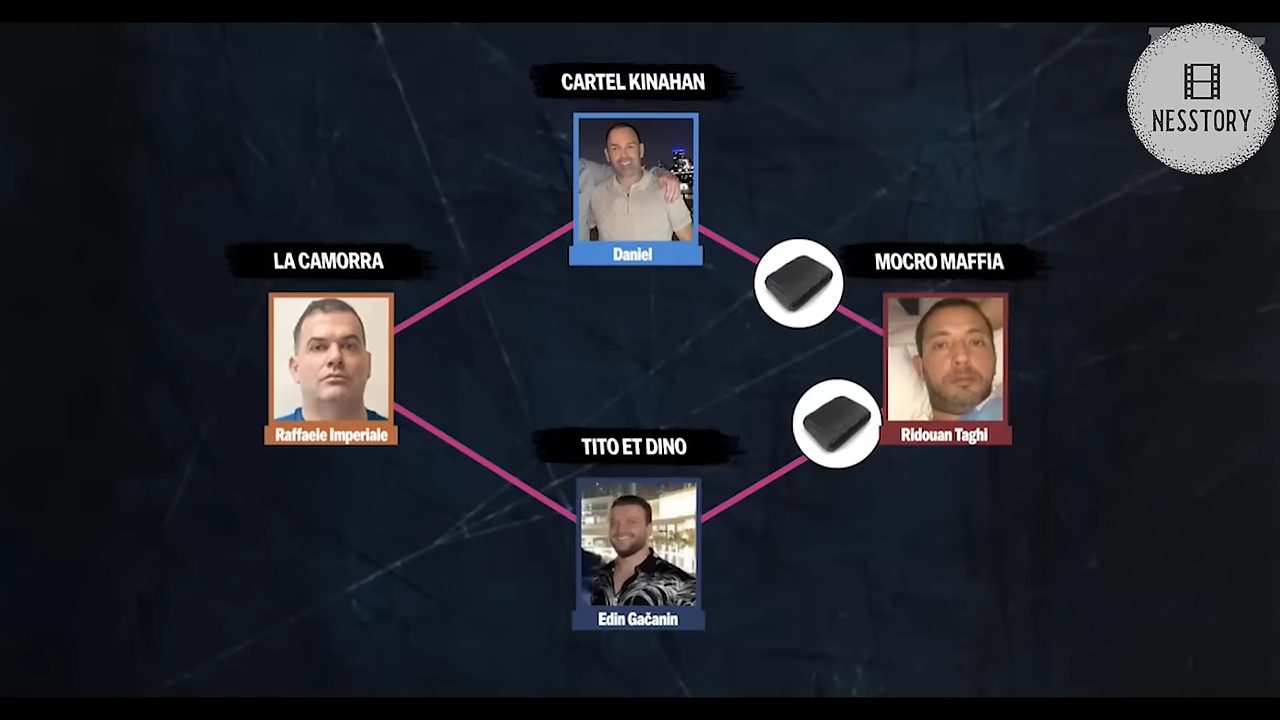 CARTEL KINAHAN
NESSTORY
Daniel
LA CAMORRA
MOCRO MAFFIA
Raffaele Imperiale
Ridouan Taghi
TITO ET DINO
Edin Gačanin